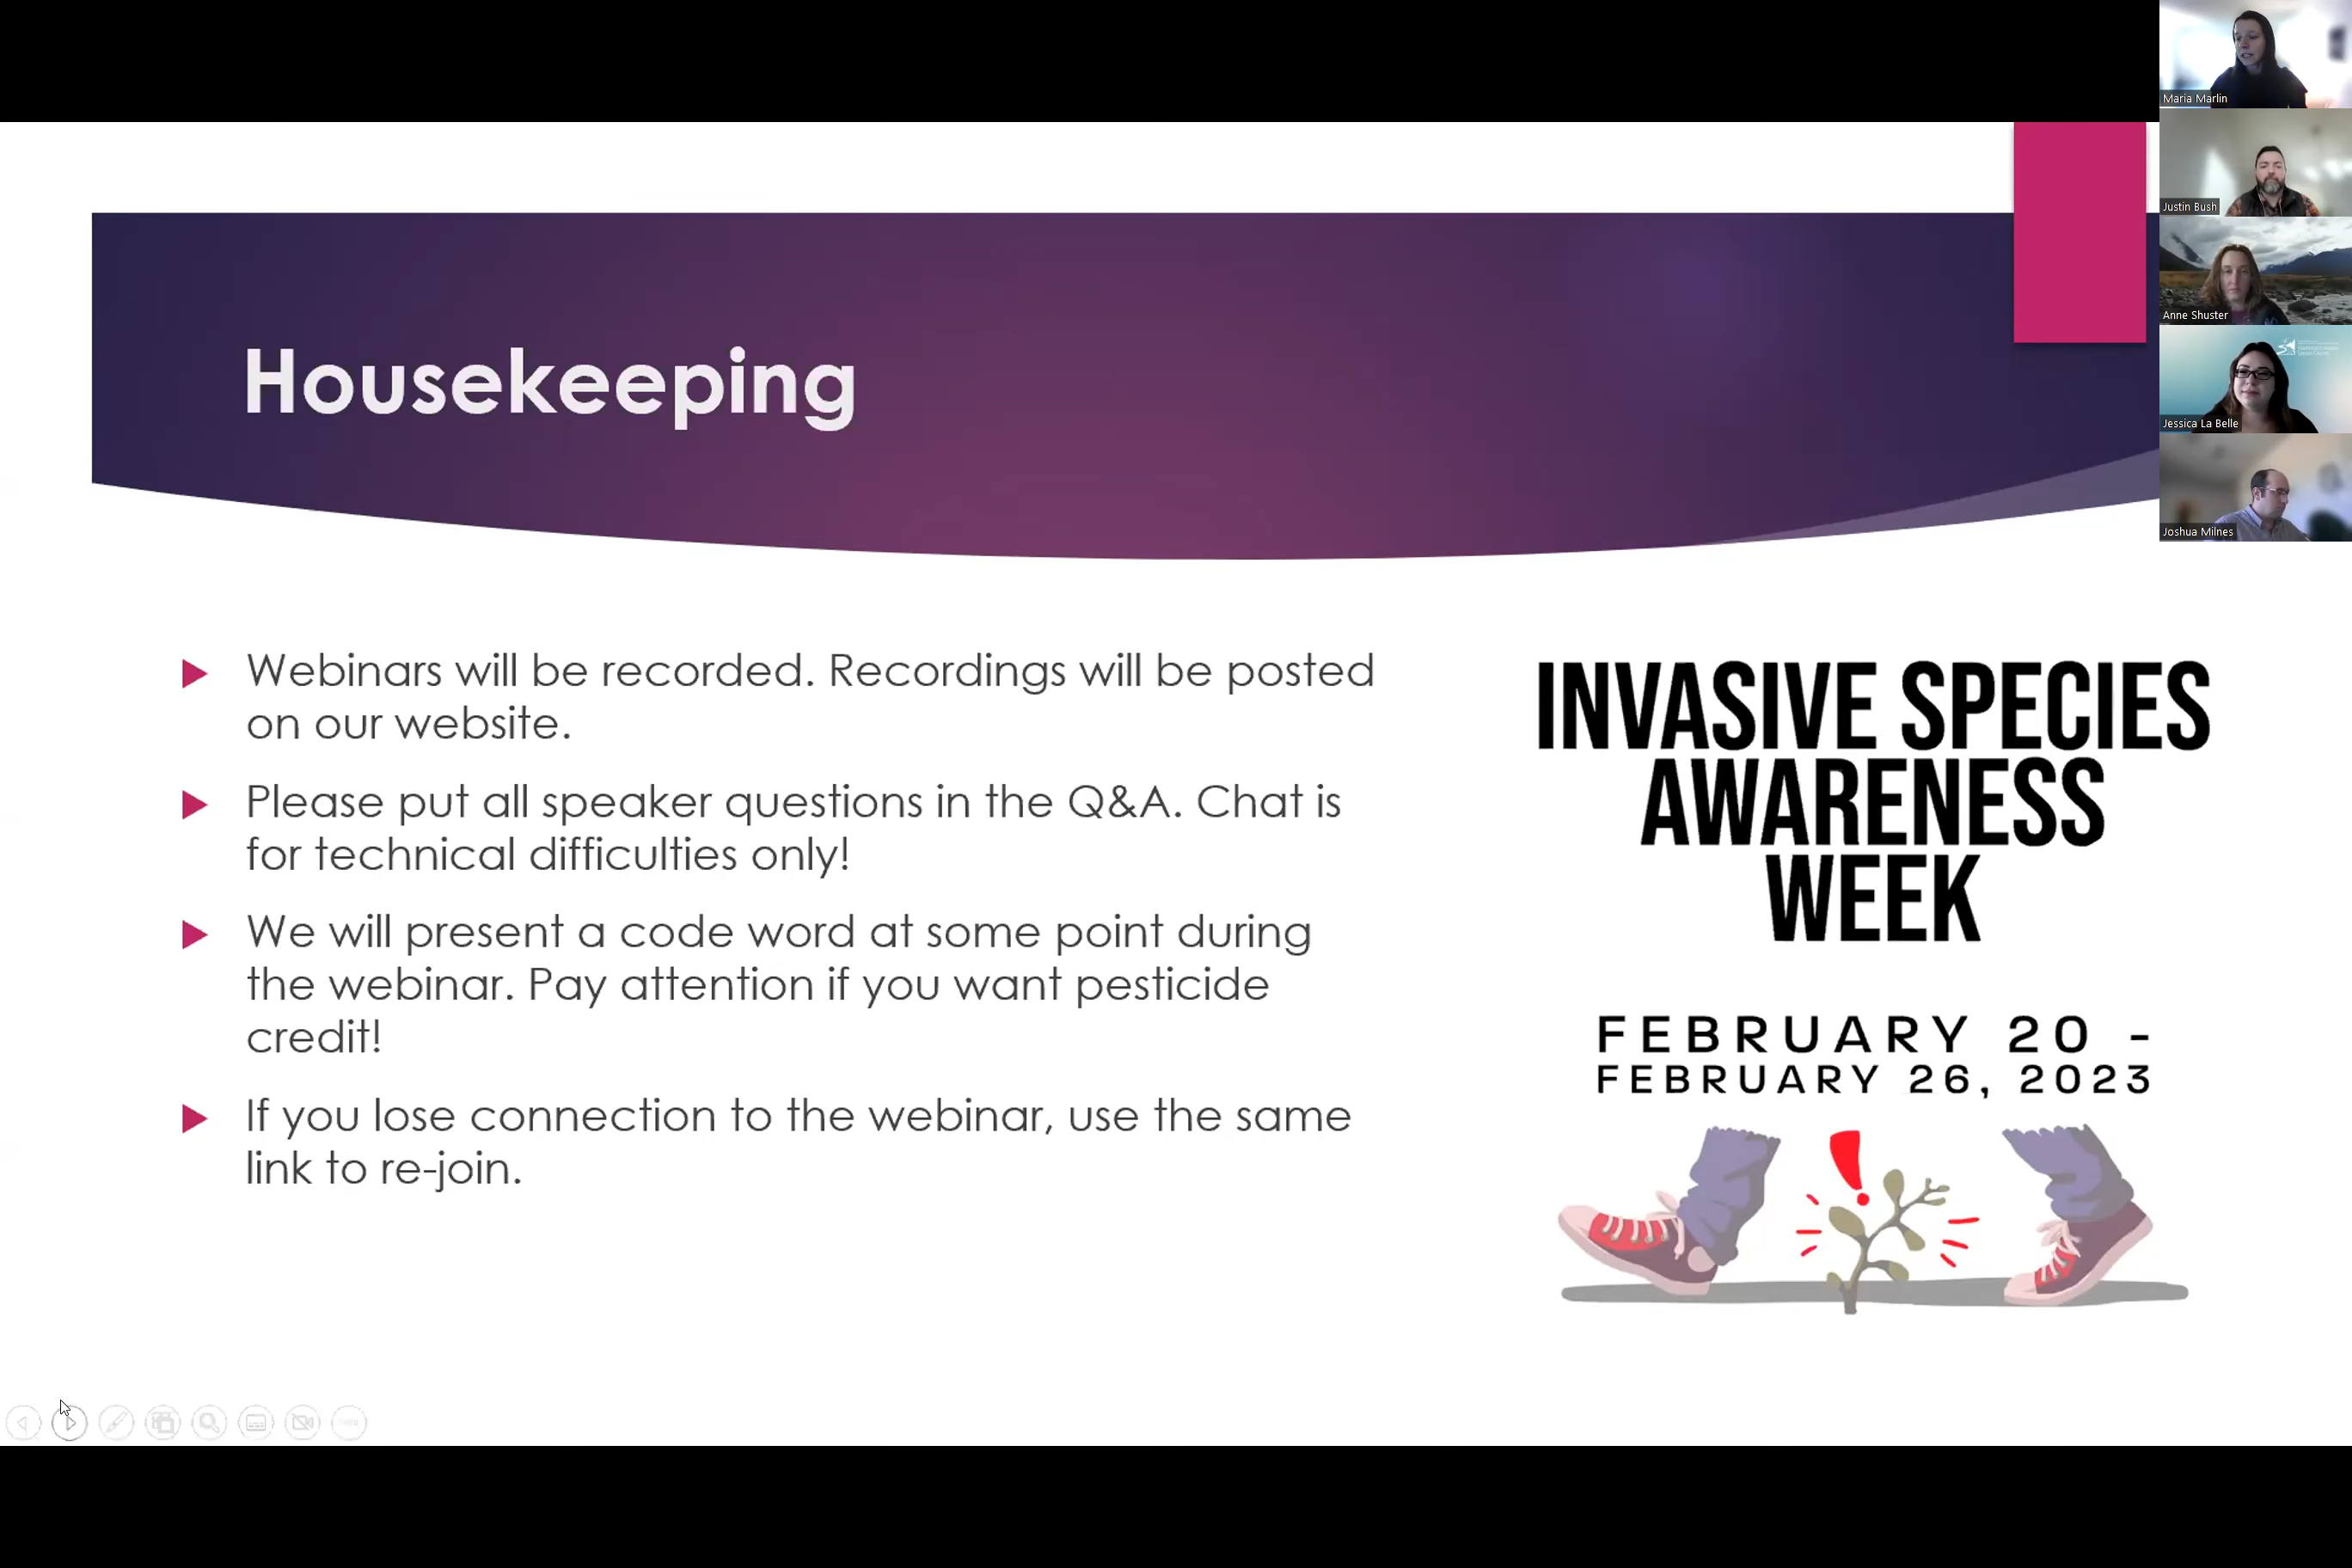 Housekeeping
Webinars will be recorded. Recordings will be posted
on our website.
Please put all speaker questions in the Q&A. Chat is
for technical difficulties only!
We will present a code word at some point during
the webinar. Pay attention if you want pesticide
credit!
If you lose connection to the webinar, use the same
link to re-join.
INVASIVE SPECIES
AWARENESS
WEEK
FEBRUARY 20 -
FEBRUARY 26, 2023
Maria Marlin
Justin Bush
Anne Shuster
Jessica La Belle
Joshua Milnes